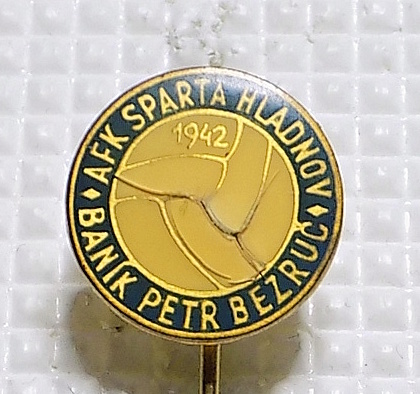 AFK SPARTA HLADNOV
1942
BANÍK PETR BEZRUČ